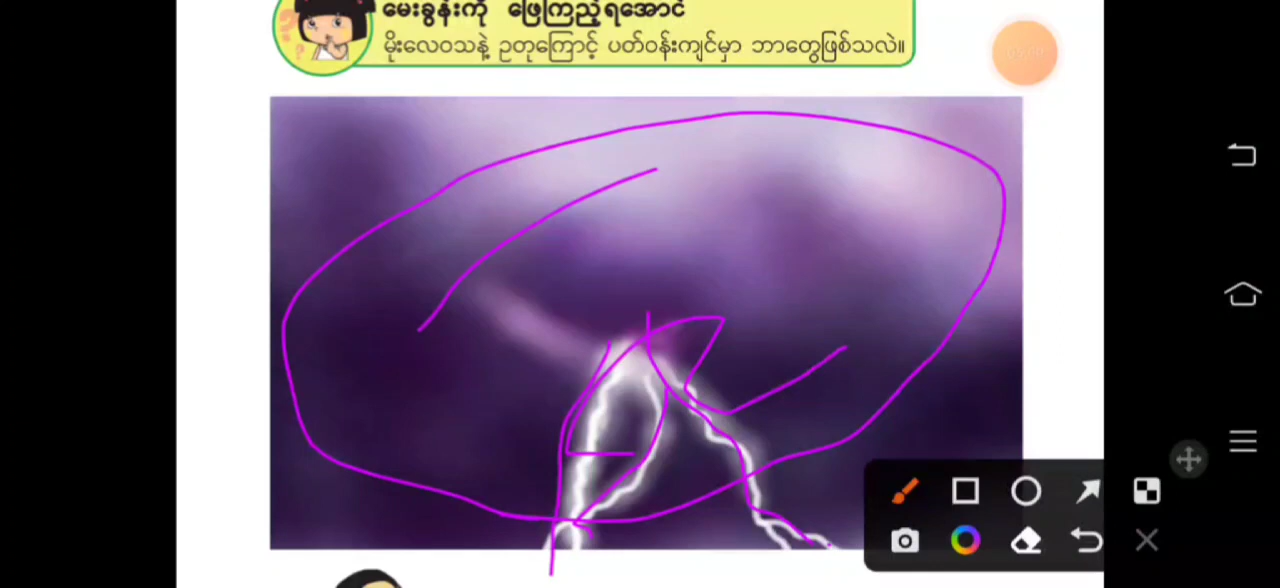 မေးခွန်းကို ဖြေကြည့်ရအောင်
မိုးလေဝသနဲ့ ဥတုကြောင့် ပတ်ဝန်းကျင်မှာ ဘာတွေဖြစ်သလဲ။